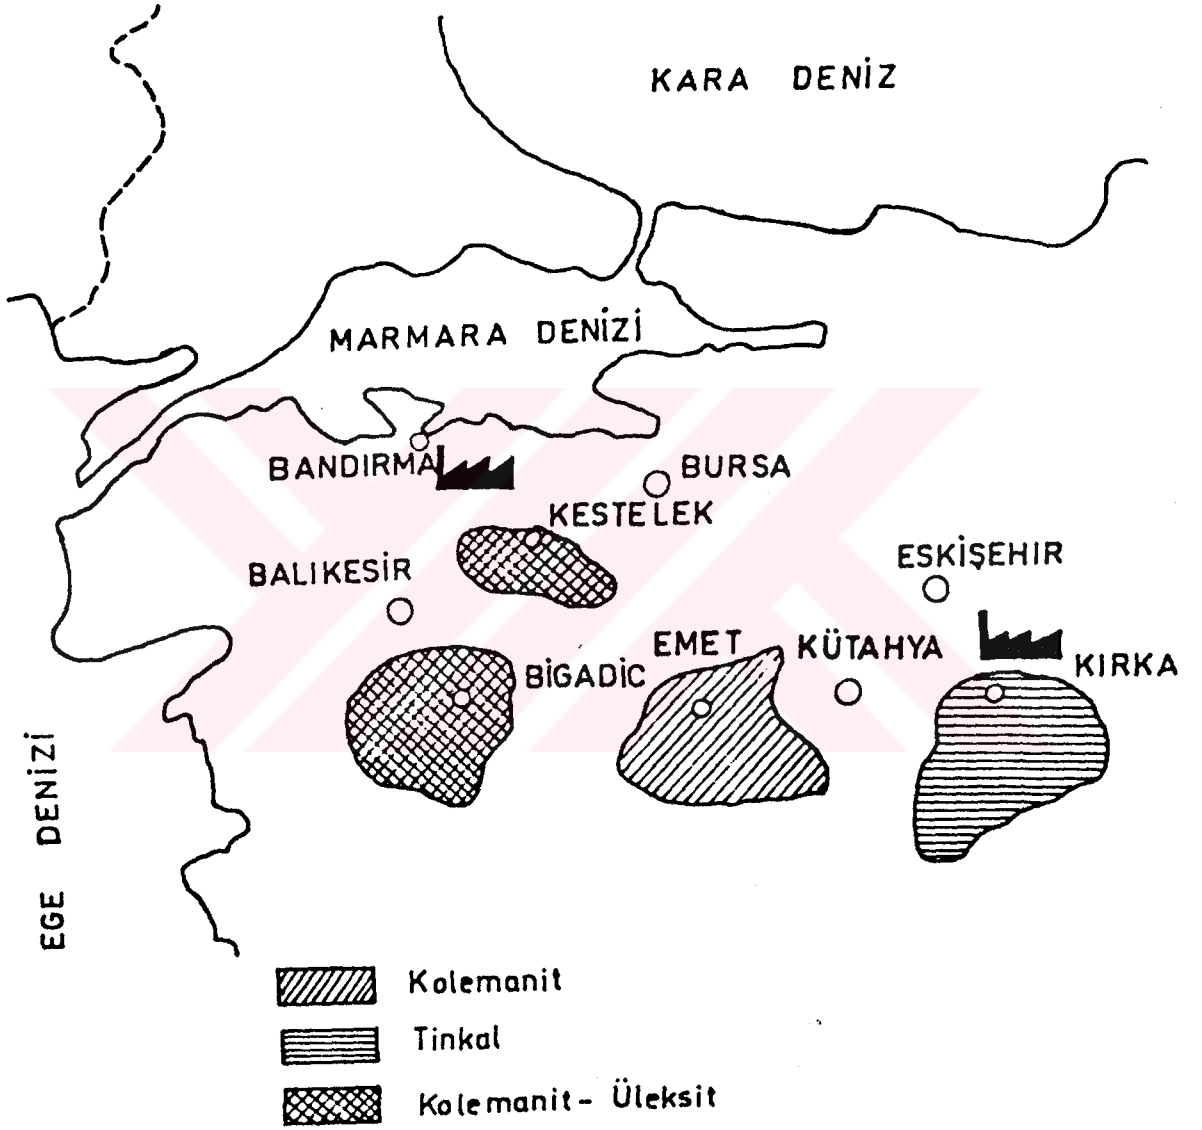 KARA DENİZ
MARMARA DENİZİ
BANDIRMA
BURSA
KESTELEK
BALIKESİR
ESKİŞEHIR
EMET
KÜTAHYA
KIRKA
BİGADİC
EGE DENİZİ
Kolemanit
Tinkal
Kolemanit - Üleksit